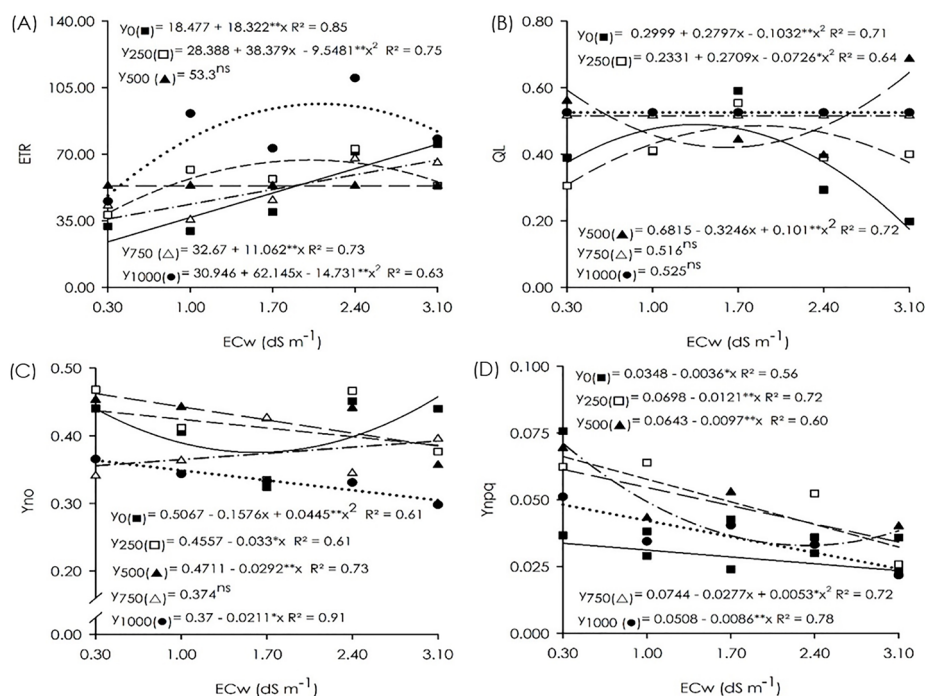 (A)
140.00
105.00
70.00
35.00
0.00
ETR
y0(■) = 18.477 + 18.322**x R² = 0.85
y250(□) = 28.388 + 38.379x - 9.5481**x² R² = 0.75
y500 (▲) = 53.3ns
y750 (△) = 32.67 + 11.062**x R² = 0.73
y1000(●) = 30.946 + 62.145x - 14.731**x² R² = 0.63
0.30 1.00 1.70 2.40 3.10
ECw (dS m-1)
(B)
0.80
0.60
0.40
0.20
0.00
QL
y0(■) = 0.2999 + 0.2797x - 0.1032**x² R² = 0.71
y250(□) = 0.2331 + 0.2709x - 0.0726*x² R² = 0.64
y500(▲) = 0.6815 - 0.3246x + 0.101**x² R² = 0.72
y750(△) = 0.516ns
y1000(●) = 0.525ns
0.30 1.00 1.70 2.40 3.10
ECw (dS m-1)
(C)
0.50
0.40
0.30
0.20
0.00
Yno
y0(■) = 0.5067 - 0.1576x + 0.0445**x² R² = 0.61
y250(□) = 0.4557 - 0.033*x R² = 0.61
y500(▲) = 0.4711 - 0.0292**x R² = 0.73
y750(△) = 0.374ns
y1000(●) = 0.37 - 0.0211*x R² = 0.91
0.30 1.00 1.70 2.40 3.10
ECw (dS m-1)
(D)
0.100
0.075
0.050
0.025
0.000
Ynpq
y0(■) = 0.0348 - 0.0036*x R² = 0.56
y250(□) = 0.0698 - 0.0121**x R² = 0.72
y500(▲) = 0.0643 - 0.0097**x R² = 0.60
y750(△) = 0.0744 - 0.0277x + 0.0053*x² R² = 0.72
y1000 (●) = 0.0508 - 0.0086**x R² = 0.78
0.30 1.00 1.70 2.40 3.10
ECw (dS m-1)